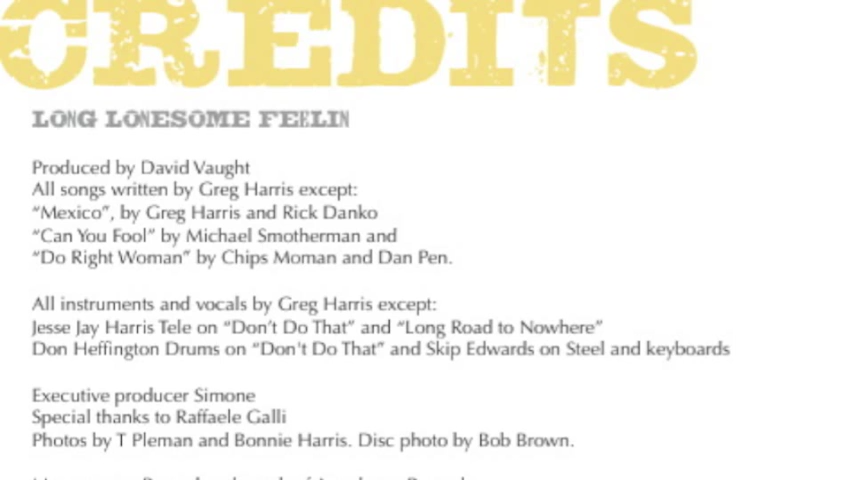 CREDITS
LONG LONESOME FEELIN
Produced by David Vaught
All songs written by Greg Harris except:
“Mexico”, by Greg Harris and Rick Danko
“Can You Fool” by Michael Smotherman and
“Do Right Woman” by Chips Moman and Dan Pen.
All instruments and vocals by Greg Harris except:
Jesse Jay Harris Tele on “Don’t Do That” and “Long Road to Nowhere”
Don Heffington Drums on “Don't Do That” and Skip Edwards on Steel and keyboards
Executive producer Simone
Special thanks to Raffaele Galli
Photos by T Pleman and Bonnie Harris. Disc photo by Bob Brown.